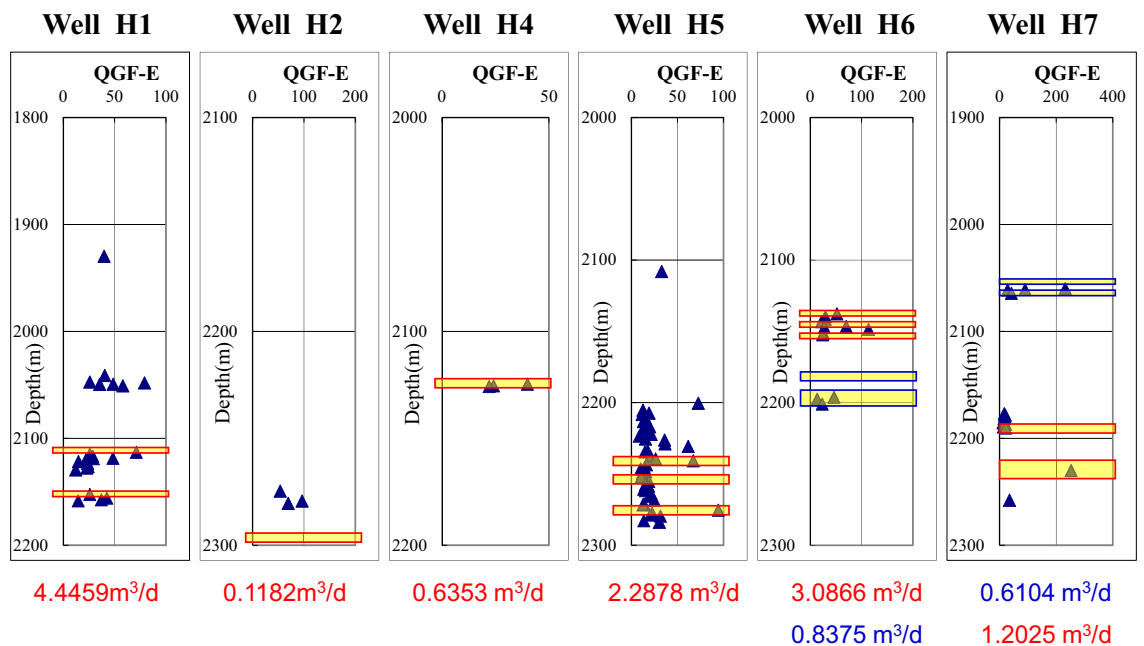 Well H1 Well H2 Well H4 Well H5 Well H6 Well H7
QGF-E QGF-E QGF-E QGF-E QGF-E QGF-E
0 50 100 0 100 200 0 50 0 50 100 0 100 200 0 200 400
1800 2100 2000 2000 2000 1900
1900 2000
2100 2100
Depth(m) Depth(m) Depth(m) Depth(m) Depth(m) Depth(m)
2000 2200 2100 2100
2200 2200
2100 2200
2200 2300 2200 2300 2300 2300
4.4459m³/d 0.1182m³/d 0.6353 m³/d 2.2878 m³/d 3.0866 m³/d 0.6104 m³/d
0.8375 m³/d 1.2025 m³/d